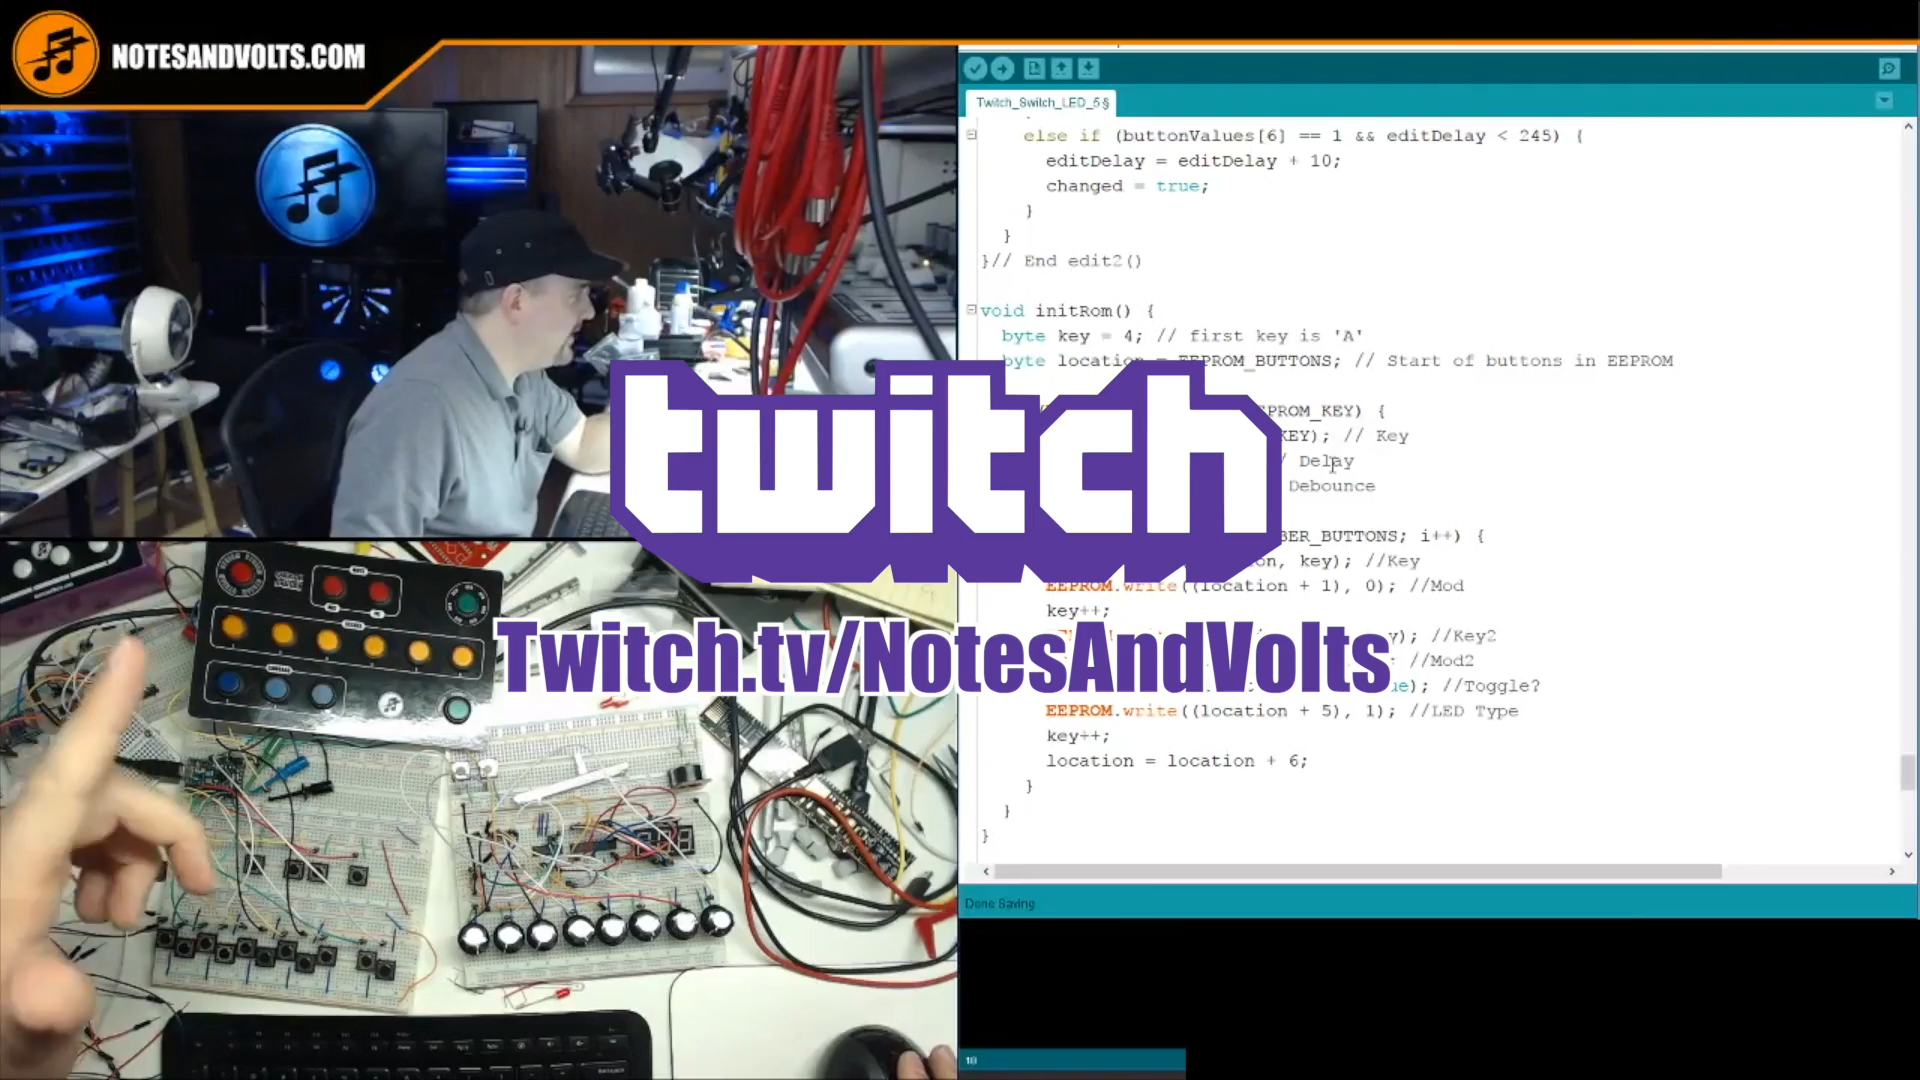 NOTESANDVOLTS.COM
Twitch_Switch_LED_5§
else if (buttonValues[6] == 1 && editDelay < 245) {
editDelay = editDelay + 10;
changed = true;
}
}
}// End edit2()
void initRom() {
byte key = 4; // first key is 'A'
byte location = EEPROM_BUTTONS; // Start of buttons in EEPROM
EPROM_KEY) {
KEY); // Key
/ Delay
Debounce
BER_BUTTONS; i++) {
on, key); //Key
EEPROM.write((location + 1), 0); //Mod
key++;
y); //Key2
; //Mod2
ue); //Toggle?
EEPROM.write((location + 5), 1); //LED Type
key++;
location = location + 6;
}
}
}
Done Saving
18
twitch
Twitch.tv/NotesAndVolts